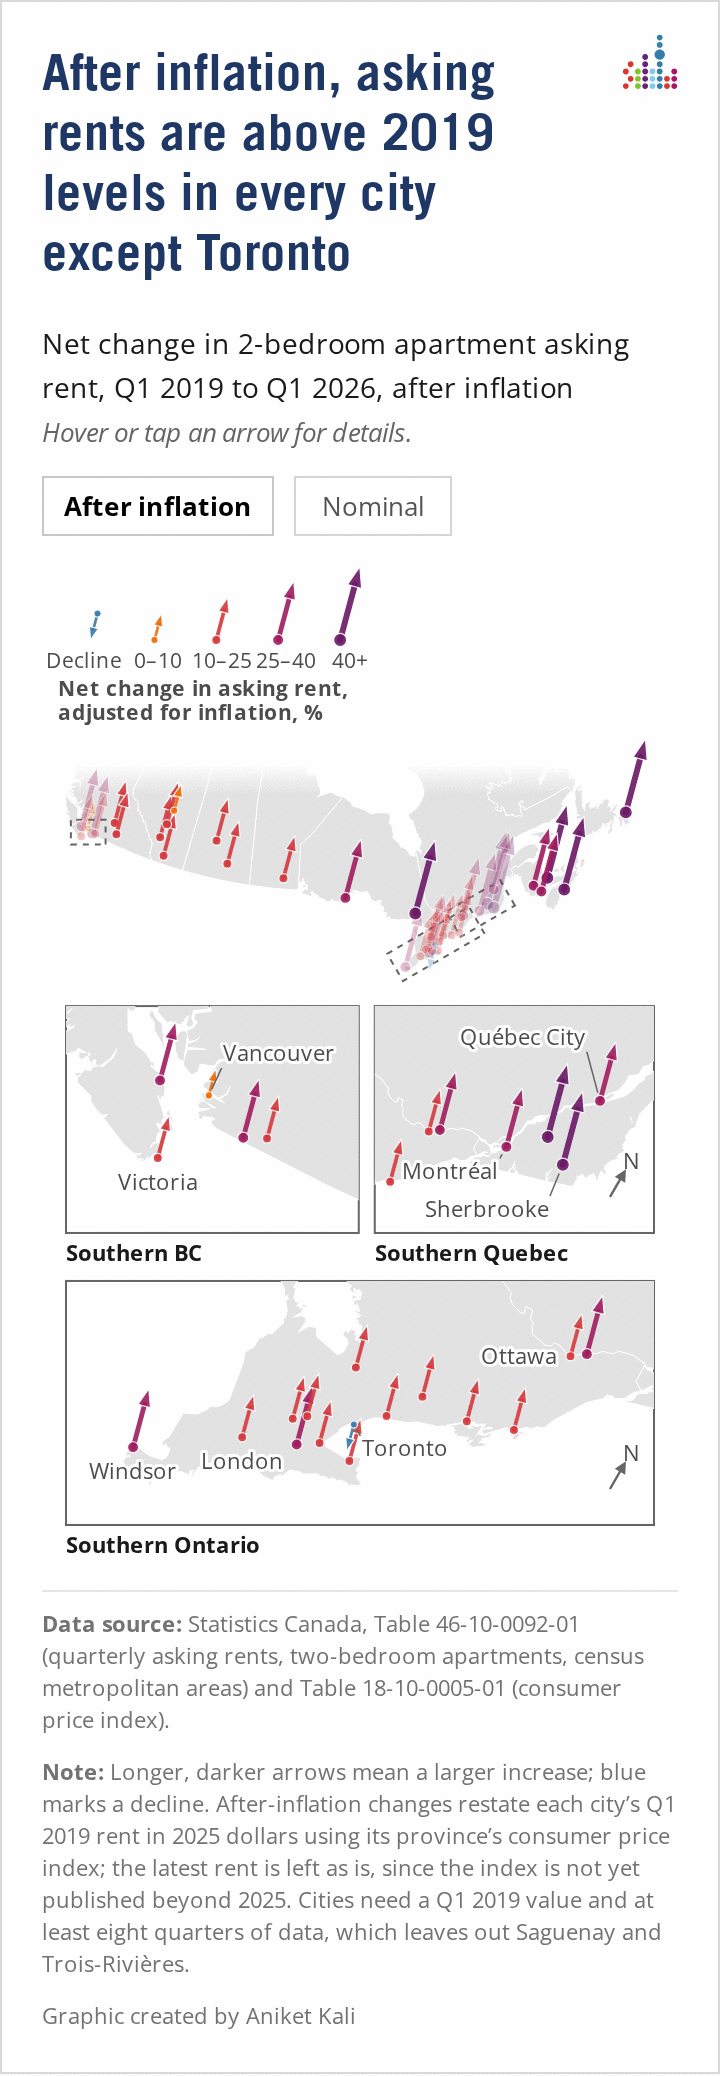 After inflation, asking
rents are above 2019
levels in every city
except Toronto
Net change in 2-bedroom apartment asking
rent, Q1 2019 to Q1 2026, after inflation
Hover or tap an arrow for details.
After inflation
Nominal
Decline 0–10 10–25 25–40 40+
Net change in asking rent,
adjusted for inflation, %
Vancouver
Victoria
Southern BC
Québec City
Montréal
Sherbrooke
N
Southern Quebec
Ottawa
Toronto
London
Windsor
N
Southern Ontario
Data source: Statistics Canada, Table 46-10-0092-01
(quarterly asking rents, two-bedroom apartments, census
metropolitan areas) and Table 18-10-0005-01 (consumer
price index).
Note: Longer, darker arrows mean a larger increase; blue
marks a decline. After-inflation changes restate each city’s Q1
2019 rent in 2025 dollars using its province’s consumer price
index; the latest rent is left as is, since the index is not yet
published beyond 2025. Cities need a Q1 2019 value and at
least eight quarters of data, which leaves out Saguenay and
Trois-Rivières.
Graphic created by Aniket Kali